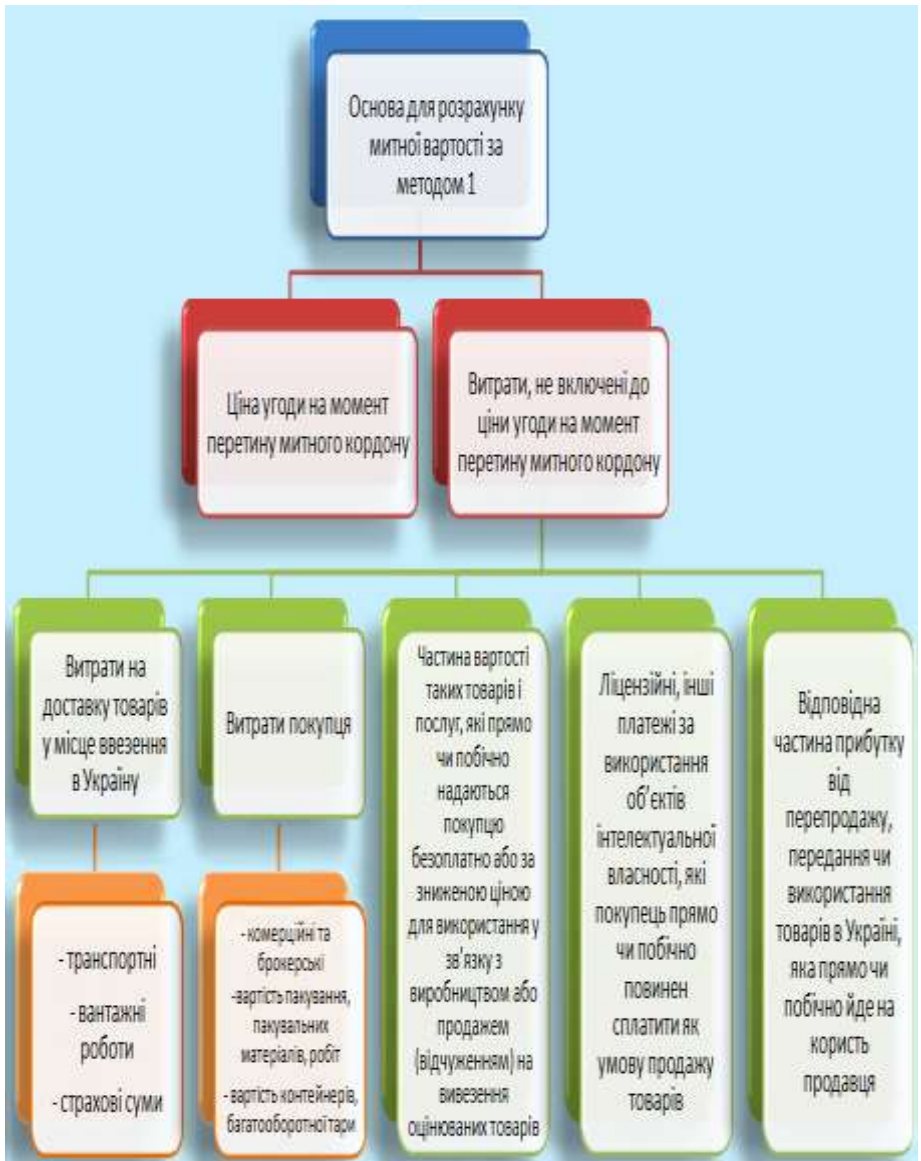 Основа для розрахунку
митної вартості за
методом 1
Ціна угоди на момент
перетину митного кордону
Витрати, не включені до
ціни угоди на момент
перетину митного кордону
Витрати на
доставку товарів
у місце ввезення
в Україну
Витрати покупця
Частина вартості
таких товарів і
послуг, які прямо
чи побічно
надаються
покупцю
безоплатно або за
зниженою ціною
для використання у
зв'язку з
виробництвом або
продажем
(відчуженням) на
вивезення
оцінюваних товарів
Ліцензійні, інші
платежі за
використання
об'єктів
інтелектуальної
власності, які
покупець прямо
чи побічно
повинен
сплатити як
умову продажу
товарів
Відповідна
частина прибутку
від
перепродажу,
передання чи
використання
товарів в Україні,
яка прямо чи
побічно йде на
користь
продавця
- транспортні
- вантажні
роботи
- страхові суми
- комерційні та
брокерські
-вартість пакування,
пакувальних
матеріалів, робіт
- вартість контейнерів,
багатооборотної тари